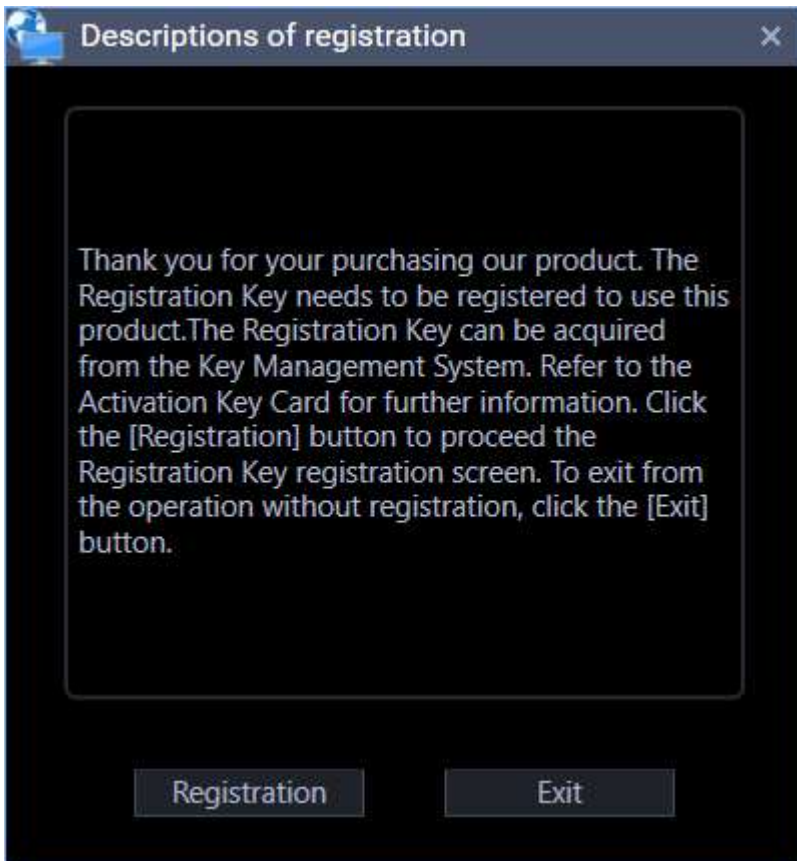 Descriptions of registration
Thank you for your purchasing our product. The
Registration Key needs to be registered to use this
product.The Registration Key can be acquired
from the Key Management System. Refer to the
Activation Key Card for further information. Click
the [Registration] button to proceed the
Registration Key registration screen. To exit from
the operation without registration, click the [Exit]
button.
Registration
Exit